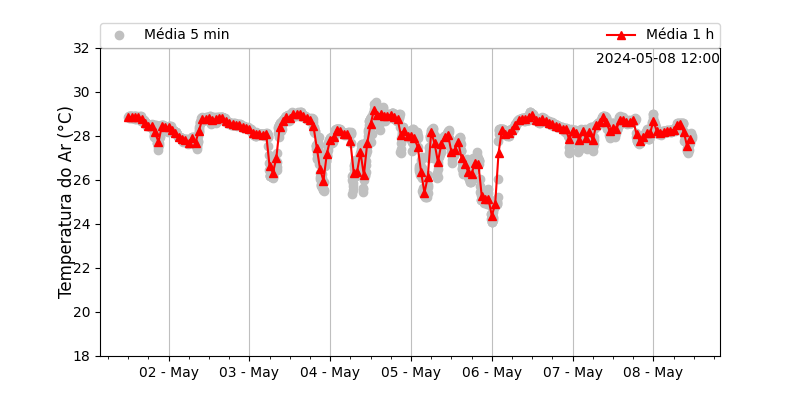 Média 5 min
Média 1 h
2024-05-08 12:00
Temperatura do Ar (°C)
32
30
28
26
24
22
20
18
02 - May
03 - May
04 - May
05 - May
06 - May
07 - May
08 - May